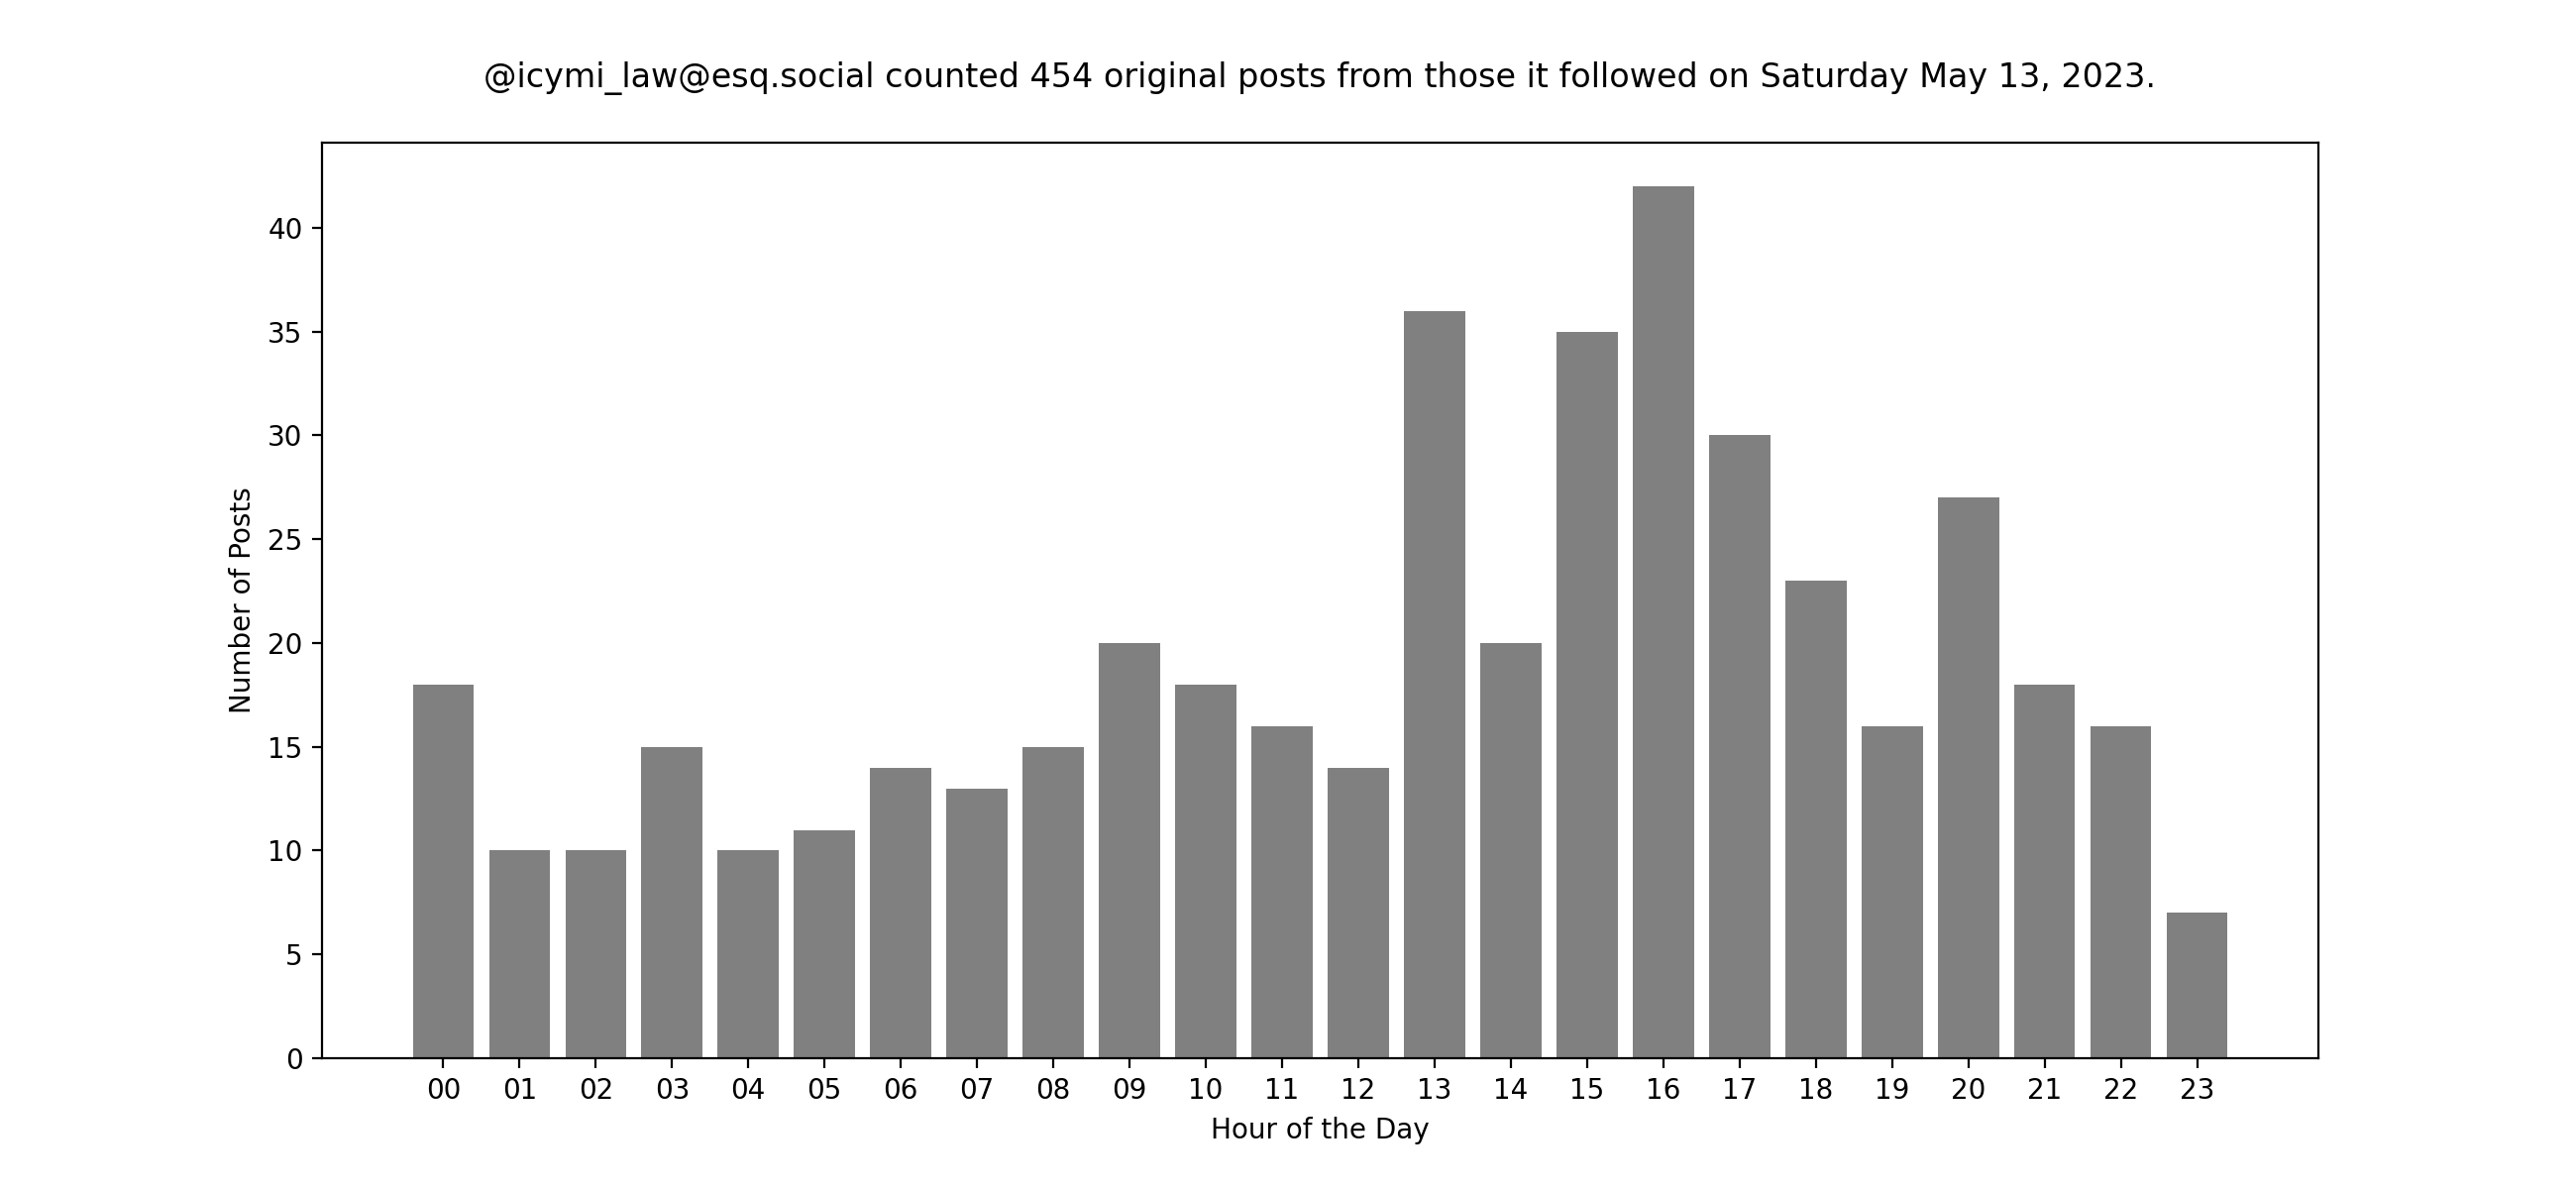 @icymi_law@esq.social counted 454 original posts from those it followed on Saturday May 13, 2023.
40
35
30
25
20
15
10
5
0
Number of Posts
00 01 02 03 04 05 06 07 08 09 10 11 12 13 14 15 16 17 18 19 20 21 22 23
Hour of the Day